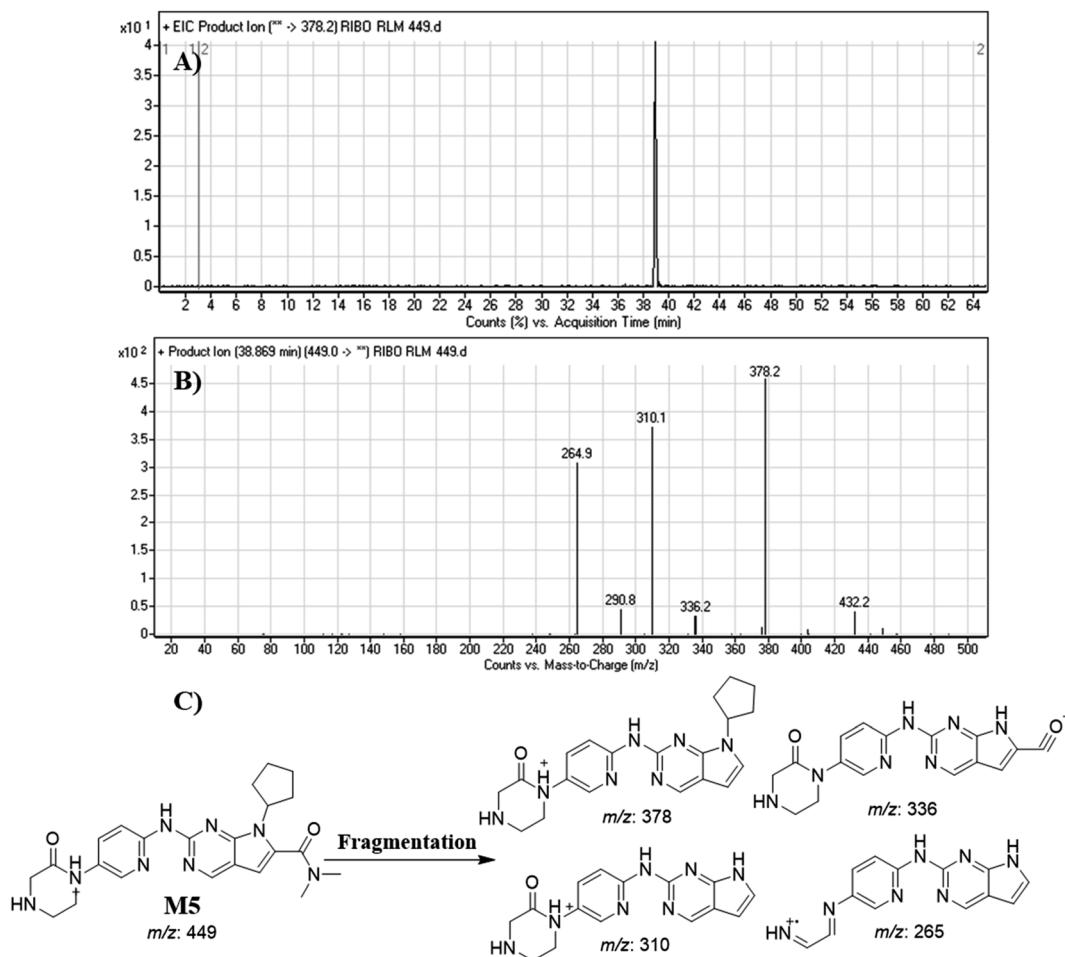 + EIC Product Ion (** -> 378.2) RIBO RLM 449.d
x10 1
1 1 2 2
A)
4
3.5
3
2.5
2
1.5
1
0.5
0
2 4 6 8 10 12 14 16 18 20 22 24 26 28 30 32 34 36 38 40 42 44 46 48 50 52 54 56 58 60 62 64
Counts (%) vs. Acquisition Time (min)
+ Product Ion (38.869 min) (449.0 -> **) RIBO RLM 449.d
x10 2
B)
4.5
4
3.5
3
2.5
2
1.5
1
0.5
0
378.2
310.1
264.9
290.8
336.2
432.2
20 40 60 80 100 120 140 160 180 200 220 240 260 280 300 320 340 360 380 400 420 440 460 480 500
Counts vs. Mass-to-Charge (m/z)
C)
O HN H N + N H N N N N O N
M5
m/z: 449
Fragmentation
O HN H N + N H N N N N
m/z: 378
O HN N N H N N N H N O +
m/z: 336
O HN H N + N H N N N H N
m/z: 310
HN +• N N H N N N H N
m/z: 265